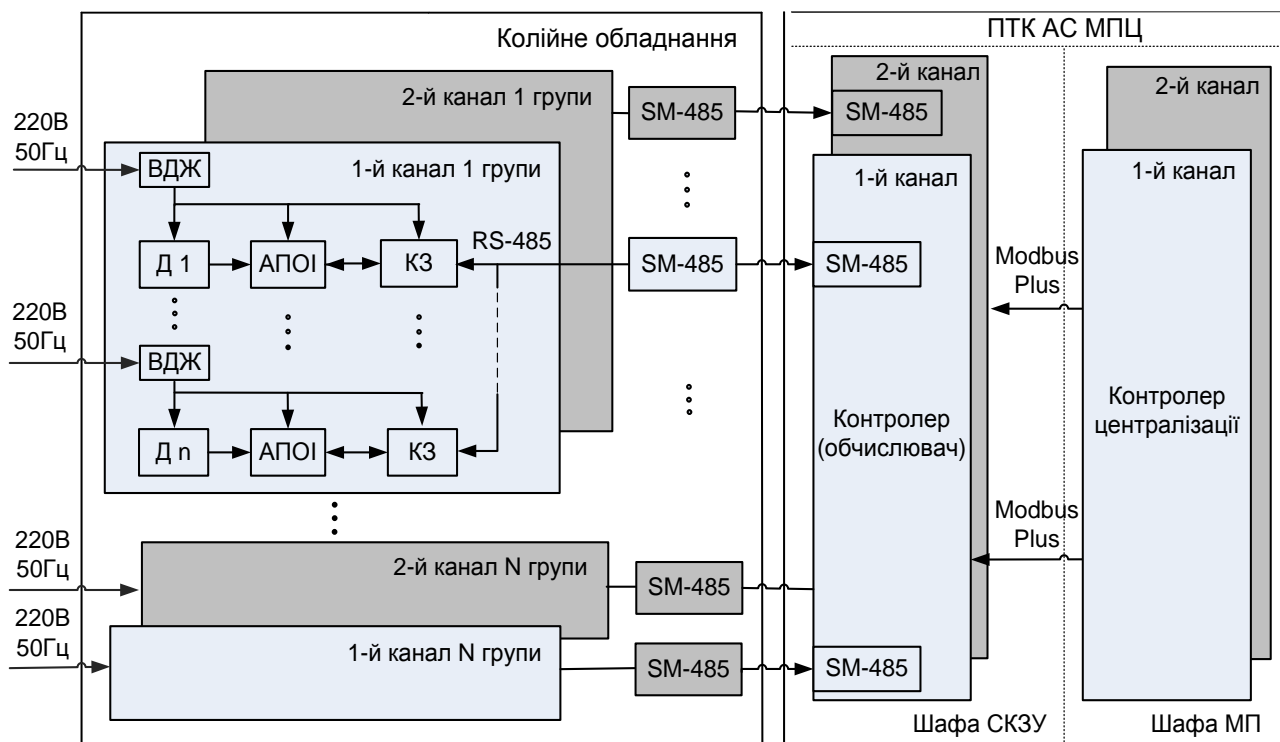 Колійне обладнання
ПТК АС МПЦ
2-й канал 1 групи
SM-485
2-й канал
SM-485
2-й канал
220В
50Гц
ВДЖ
1-й канал 1 групи
1-й канал
1-й канал
RS-485
Д 1
АПОІ
КЗ
SM-485
SM-485
Modbus
Plus
220В
50Гц
ВДЖ
Д n
АПОІ
КЗ
Контролер
(обчислювач)
Контролер
централізації
Modbus
Plus
220В
50Гц
2-й канал N групи
SM-485
220В
50Гц
1-й канал N групи
SM-485
SM-485
Шафа СКЗУ
Шафа МП